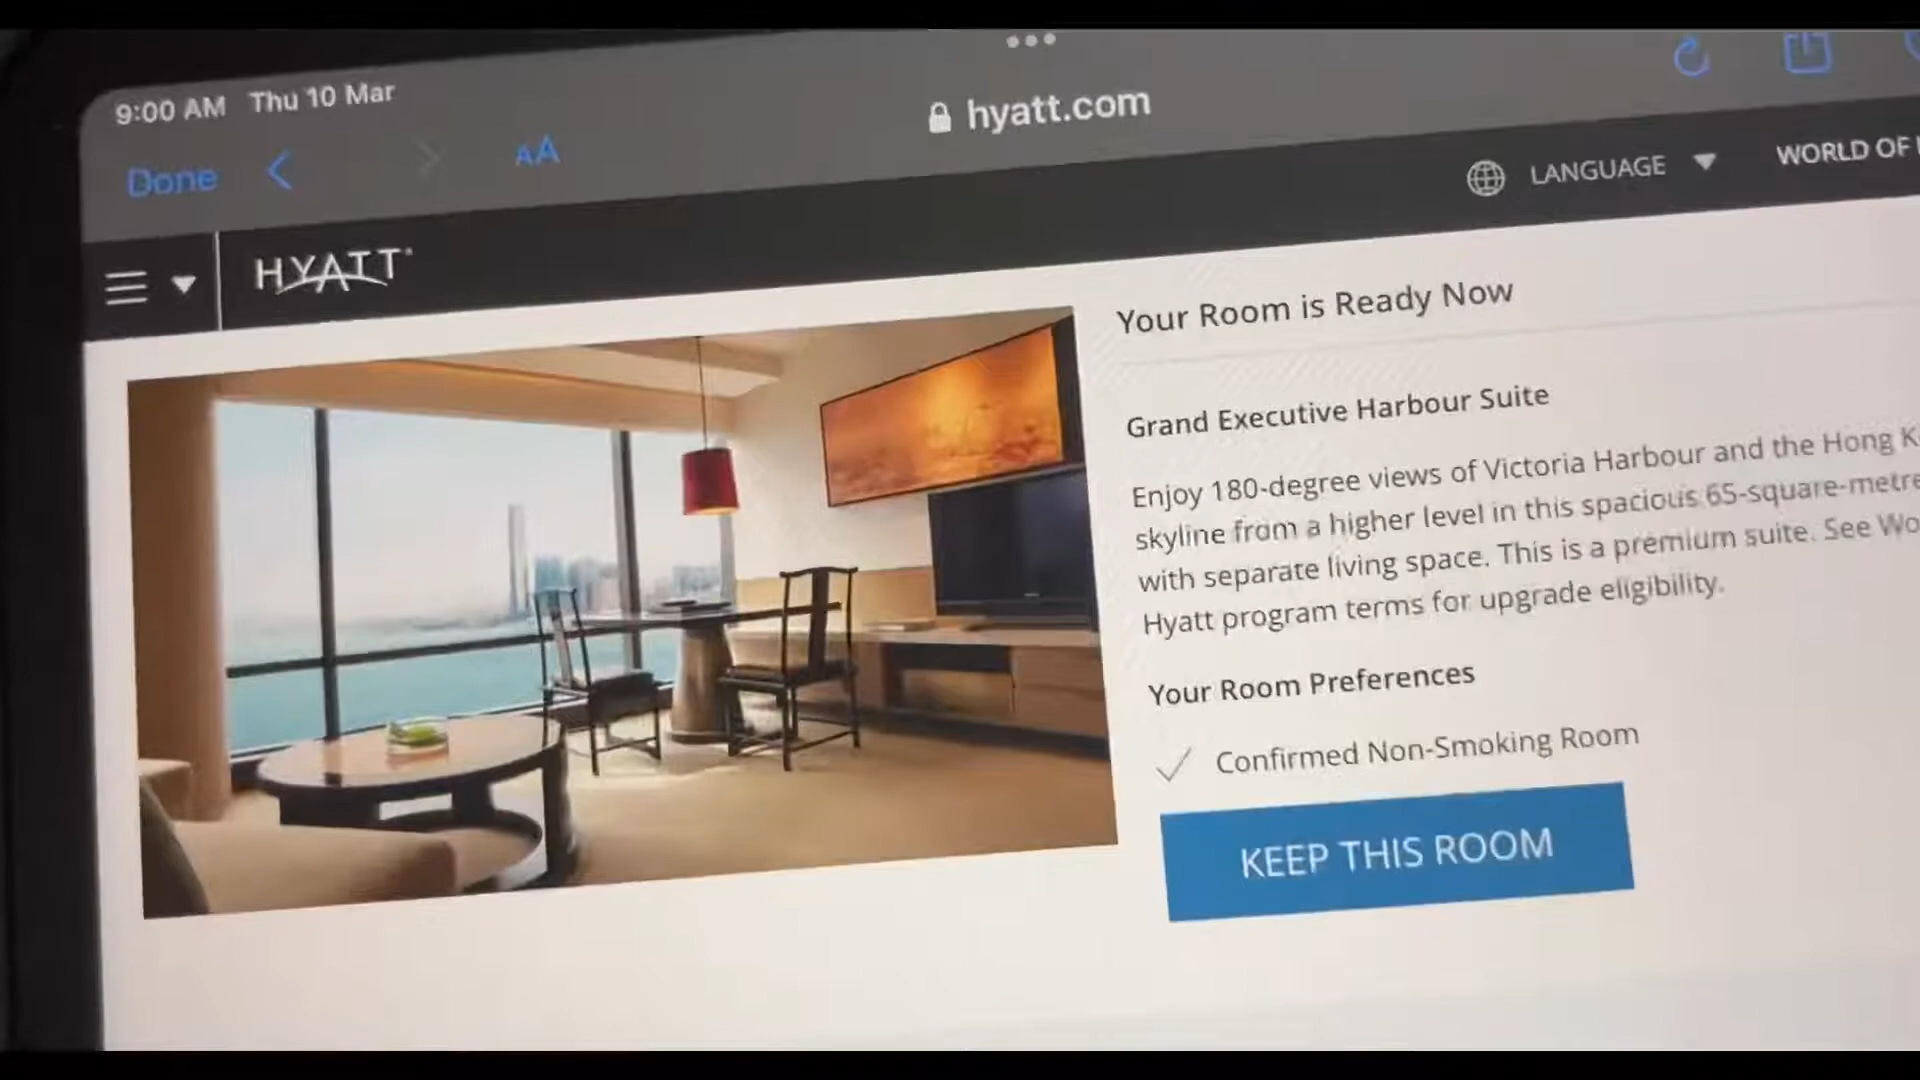 9:00 AM Thu 10 Mar
hyatt.com
Done
AA
LANGUAGE
WORLD OF
HYATT
Your Room is Ready Now
Grand Executive Harbour Suite
Enjoy 180-degree views of Victoria Harbour and the Hong
skyline from a higher level in this spacious 65-square-metre
with separate living space. This is a premium suite. See
Hyatt program terms for upgrade eligibility.
Your Room Preferences
Confirmed Non-Smoking Room
KEEP THIS ROOM